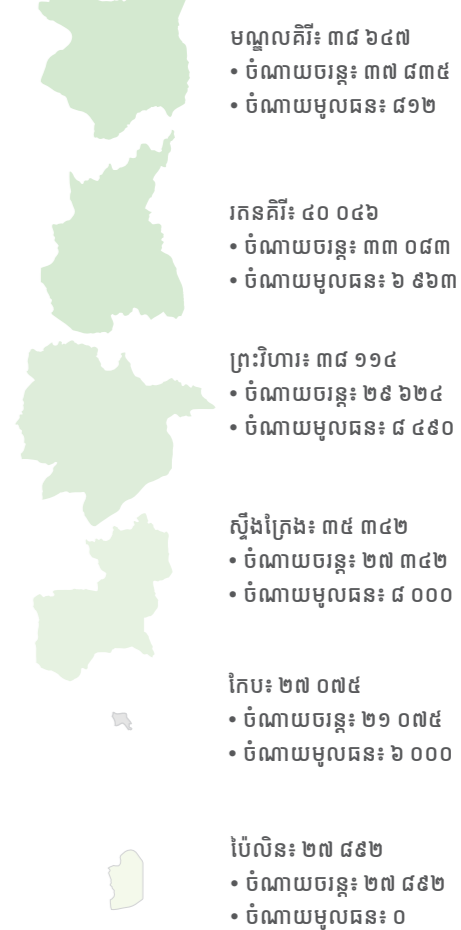 មណ្ឌលគិរី៖ ៣៨ ៦៤៧
• ចំណាយចរន្ត៖ ៣៧ ៨៣៥
• ចំណាយមូលធន៖ ៨១២
រតនគិរី៖ ៤០ ០៤៦
• ចំណាយចរន្ត៖ ៣៣ ០៨៣
• ចំណាយមូលធន៖ ៦ ៩៦៣
ព្រះវិហារ៖ ៣៨ ១១៤
• ចំណាយចរន្ត៖ ២៩ ៦២៤
• ចំណាយមូលធន៖ ៨ ៤៩០
ស្ទឹងត្រែង៖ ៣៥ ៣៤២
• ចំណាយចរន្ត៖ ២៧ ៣៤២
• ចំណាយមូលធន៖ ៨ ០០០
កែប៖ ២៧ ០៧៥
• ចំណាយចរន្ត៖ ២១ ០៧៥
• ចំណាយមូលធន៖ ៦ ០០០
ប៉ៃលិន៖ ២៧ ៨៩២
• ចំណាយចរន្ត៖ ២៧ ៨៩២
• ចំណាយមូលធន៖ ០